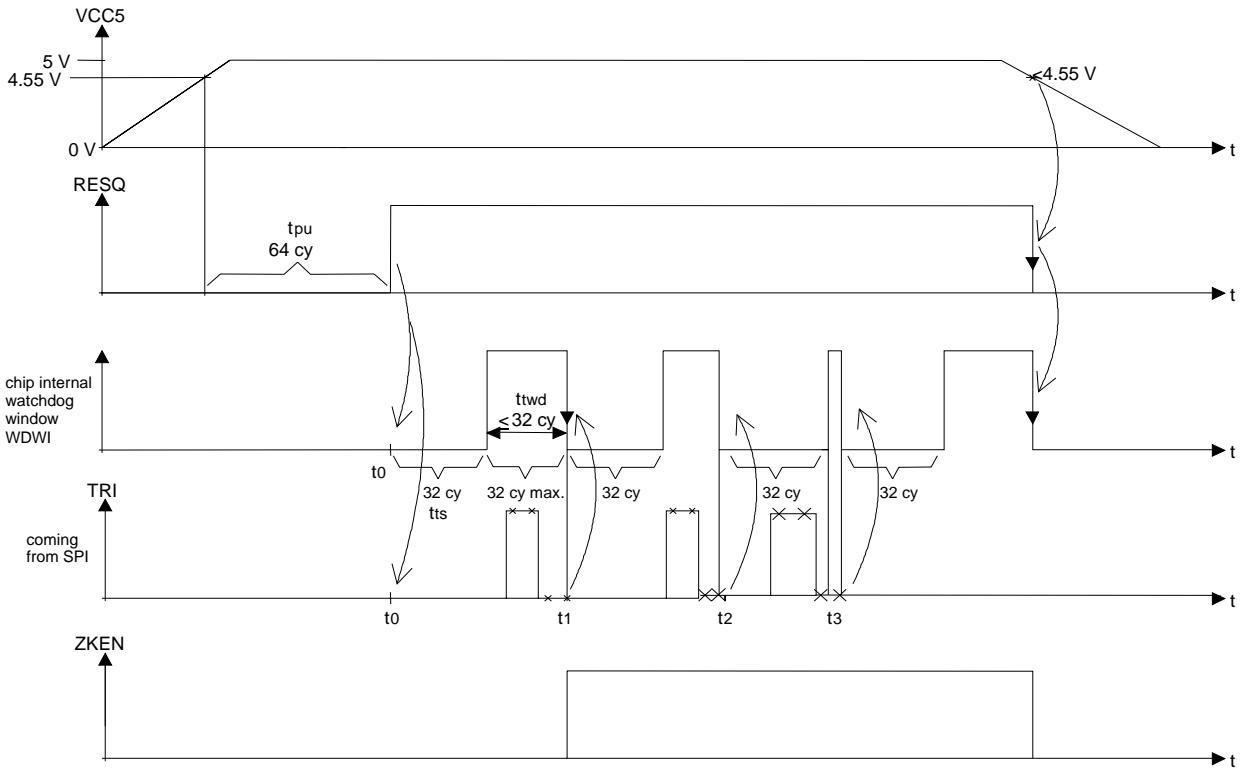 VCC5
5 V
4.55 V
<4.55 V
0 V
t
RESQ
tpu
64 cy
t
chip internal
watchdog
window
WDWI
ttwd
≤ 32 cy
t
t0
32 cy
tts
32 cy max.
32 cy
32 cy
32 cy
TRI
coming
from SPI
t
t0
t1
t2
t3
ZKEN
t